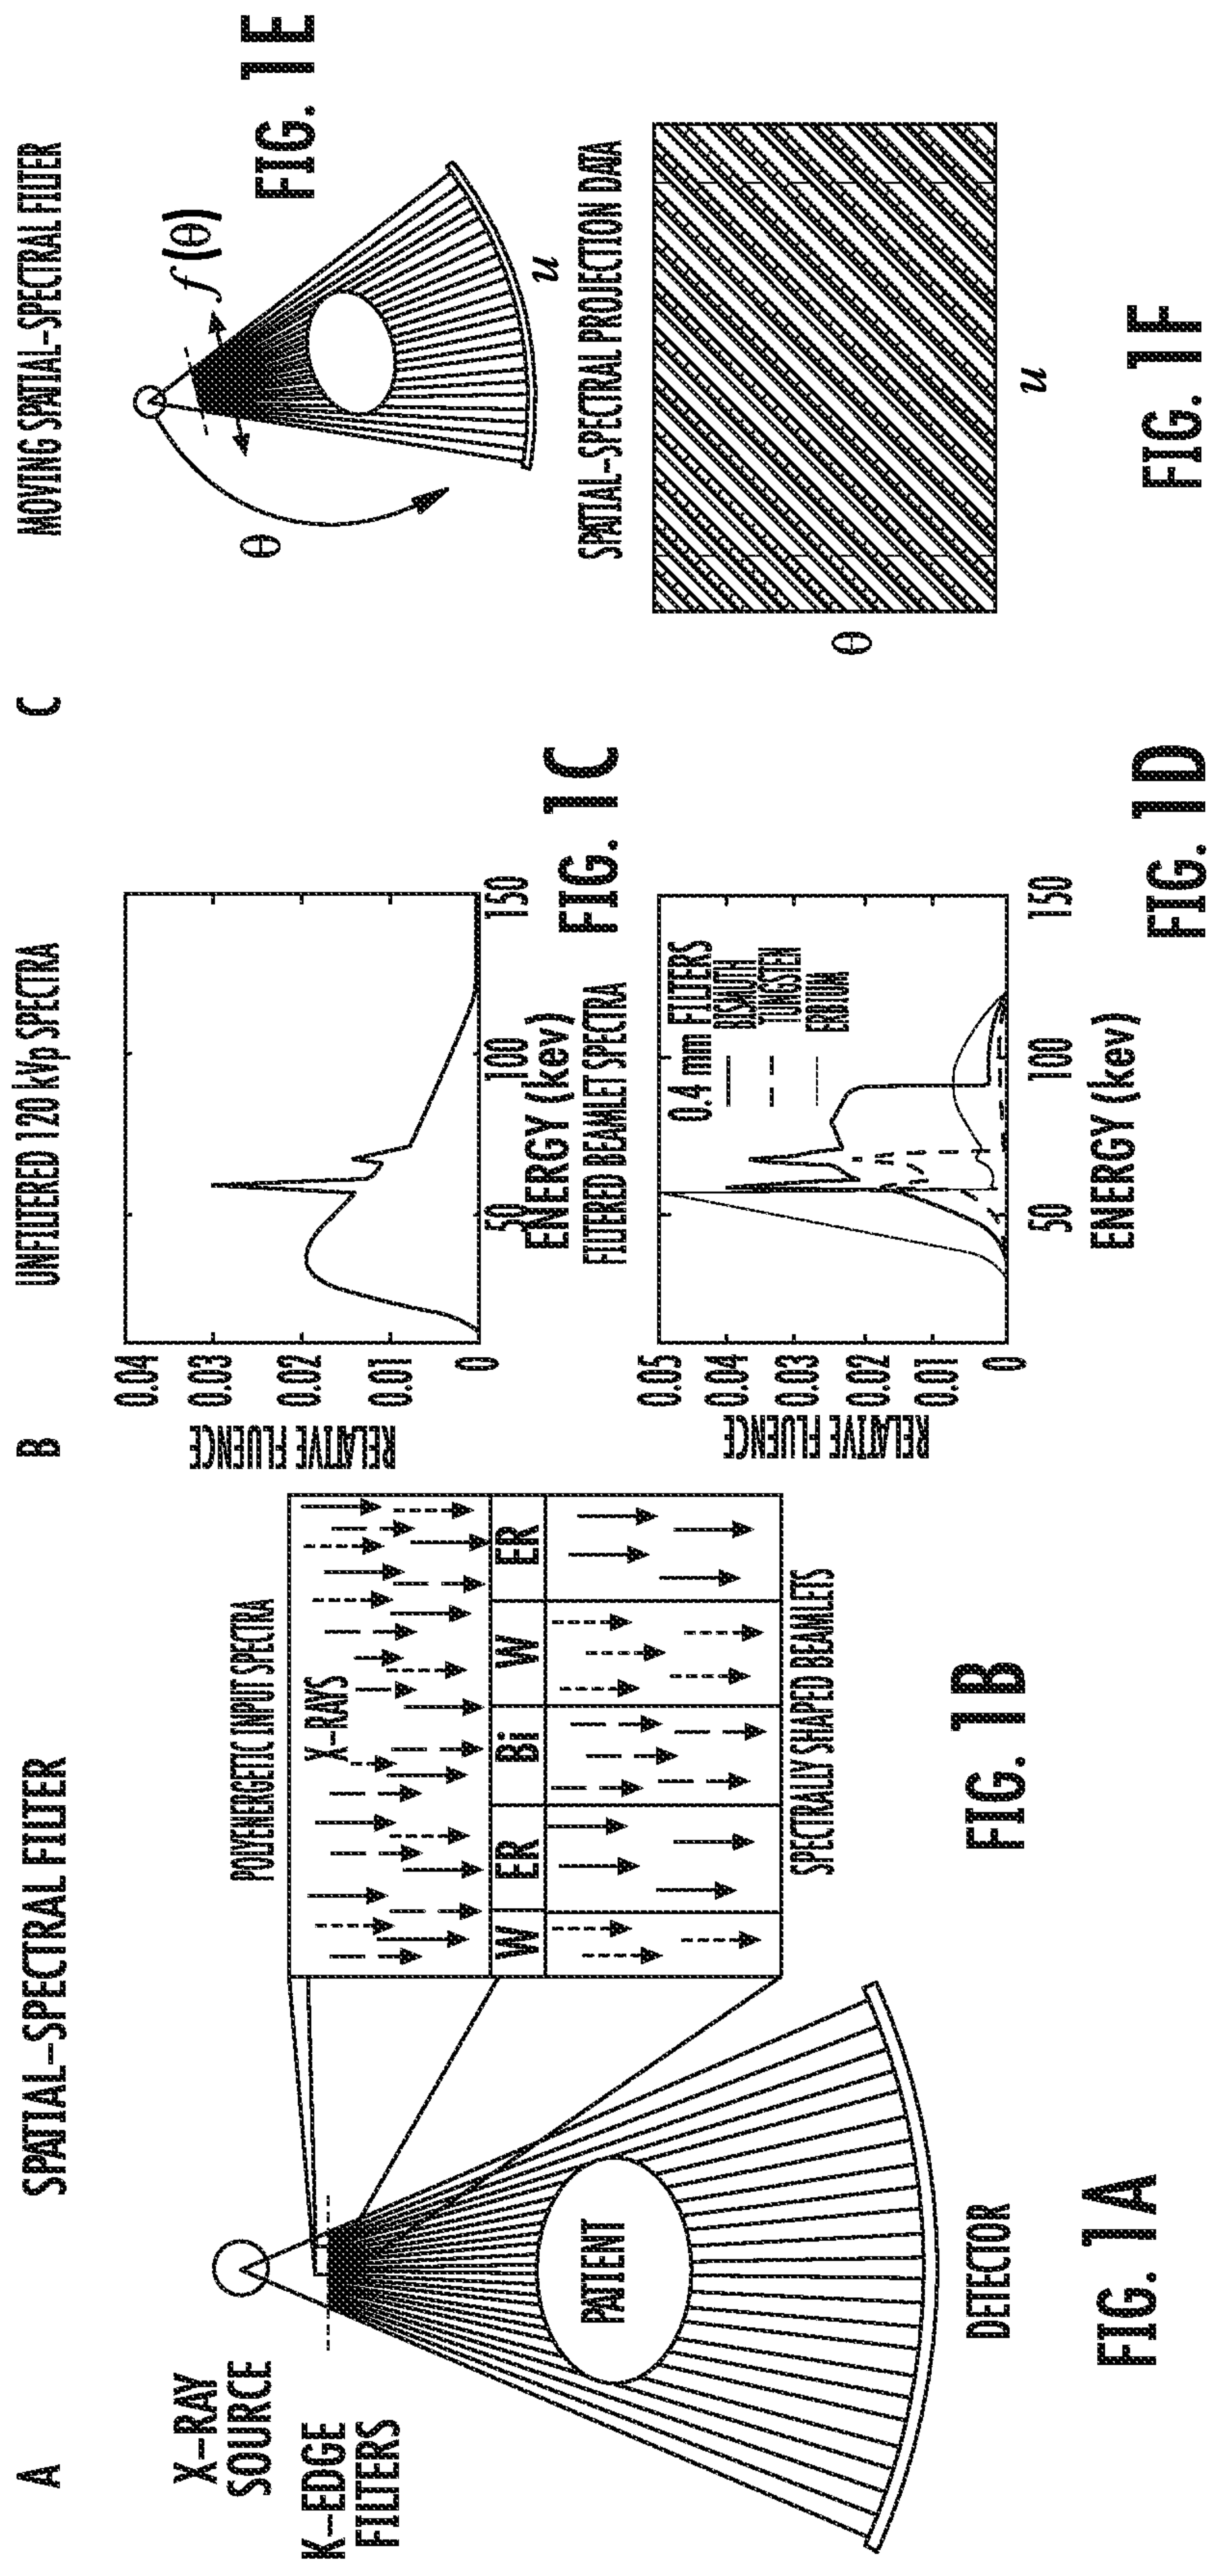 A
SPATIAL-SPECTRAL FILTER
X-RAY
SOURCE
K-EDGE
FILTERS
PATIENT
DETECTOR
FIG. 1A
POLYENERGETIC INPUT SPECTRA
X-RAYS
W
ER
Bi
W
ER
SPECTRALLY SHAPED BEAMLETS
FIG. 1B
B
UNFILTERED 120 kVp SPECTRA
RELATIVE FLUENCE
0.04
0.03
0.02
0.01
0
50
100
150
ENERGY (kev)
FIG. 1C
FILTERED BEAMLET SPECTRA
RELATIVE FLUENCE
0.05
0.04
0.03
0.02
0.01
0
0.4 mm FILTERS
BISMUTH
TUNGSTEN
ERBIUM
50
100
150
ENERGY (kev)
FIG. 1D
C
MOVING SPATIAL-SPECTRAL FILTER
f(θ)
θ
u
FIG. 1E
SPATIAL-SPECTRAL PROJECTION DATA
θ
u
FIG. 1F